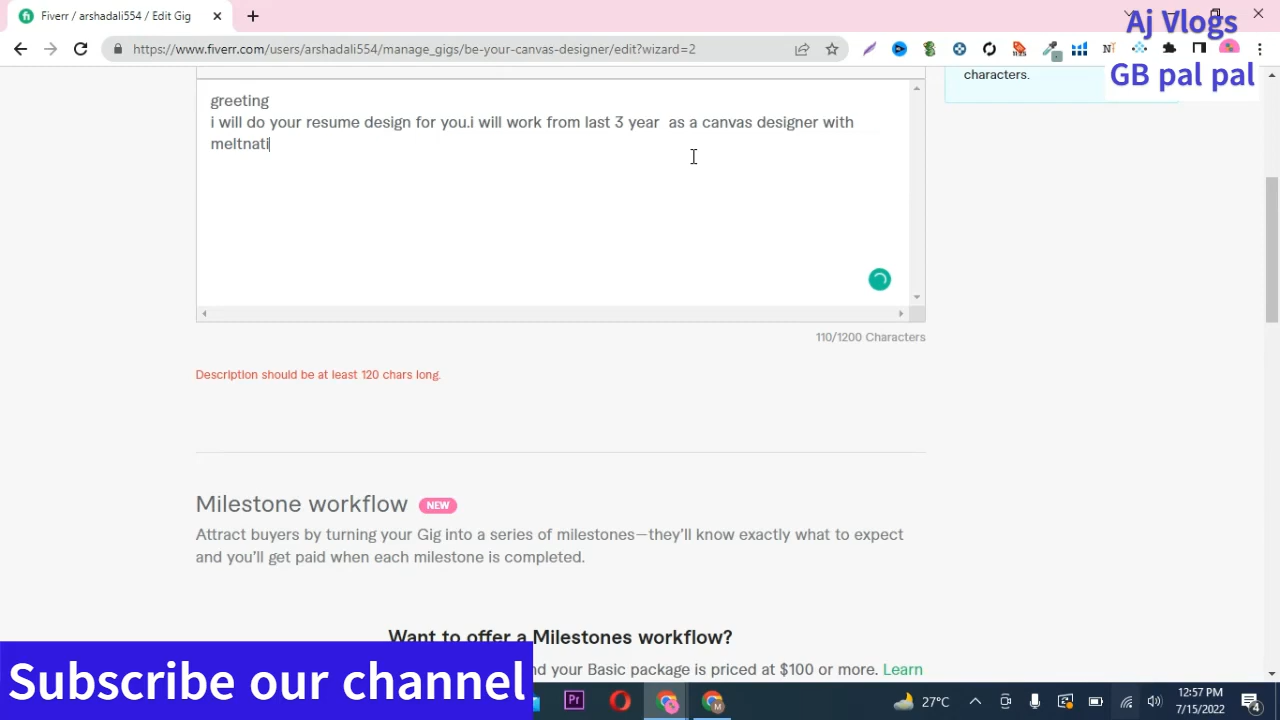 Fiverr / arshadali554 / Edit Gig
Aj Vlogs
https://www.fiverr.com/users/arshadali554/manage_gigs/be-your-canvas-designer/edit?wizard=2
GB pal pal
characters.
greeting
i will do your resume design for you.i will work from last 3 year  as a canvas designer with
meltnati
110/1200 Characters
Description should be at least 120 chars long.
Milestone workflow NEW
Attract buyers by turning your Gig into a series of milestones—they'll know exactly what to expect
and you'll get paid when each milestone is completed.
Want to offer a Milestones workflow?
nd your Basic package is priced at $100 or more. Learn
Subscribe our channel
27°C
12:57 PM
7/15/2022
4